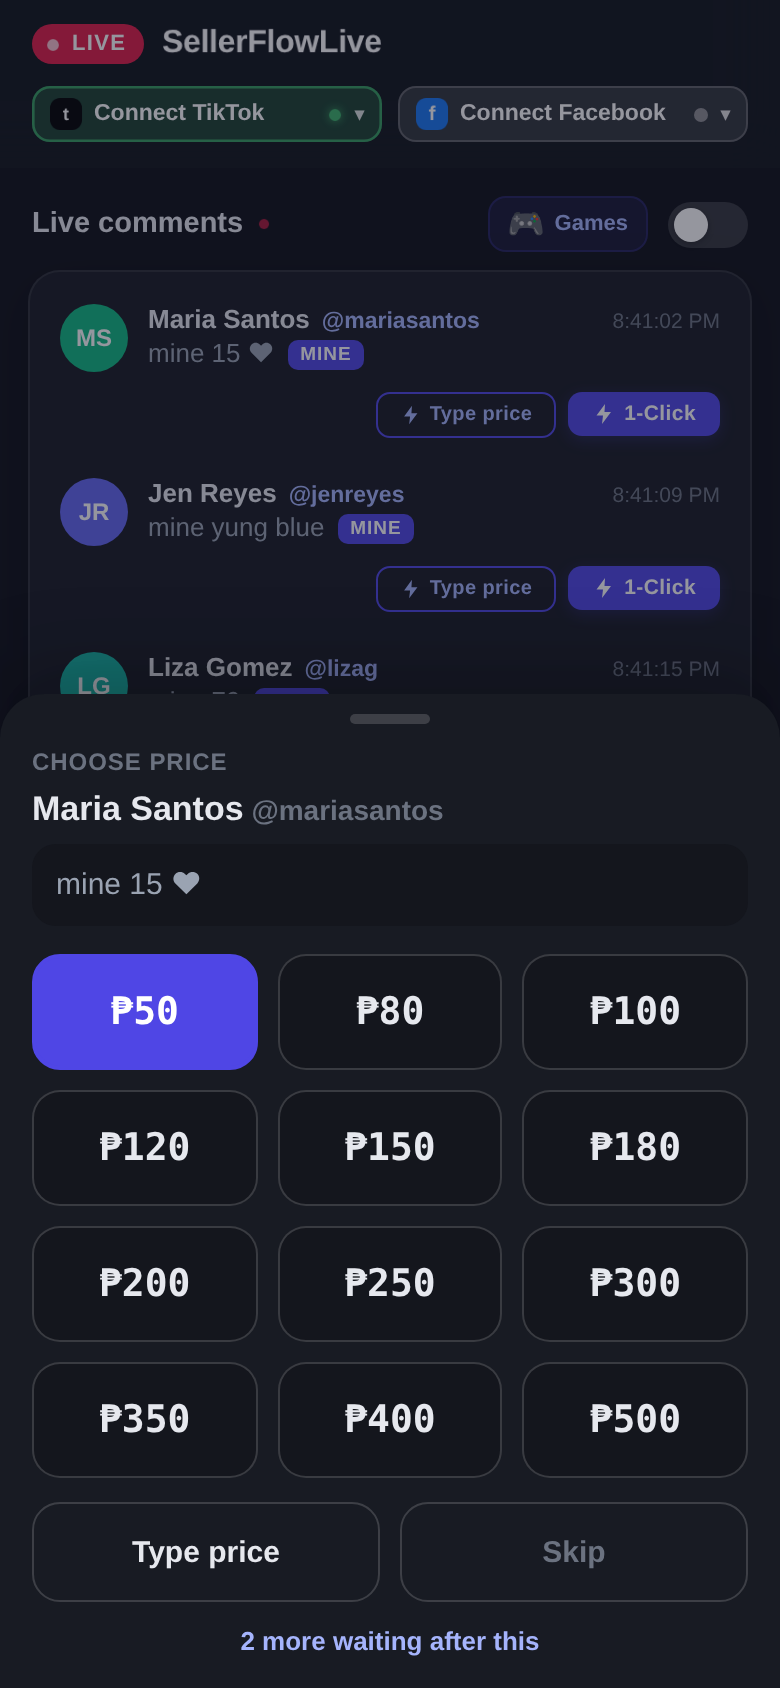 LIVE SellerFlowLive
t Connect TikTok ▾ f Connect Facebook ▾
Live comments 🎮 Games
MS Maria Santos @mariasantos 8:41:02 PM
mine 15 ♥ MINE
Type price 1-Click
JR Jen Reyes @jenreyes 8:41:09 PM
mine yung blue MINE
Type price 1-Click
LG Liza Gomez @lizag 8:41:15 PM
CHOOSE PRICE
Maria Santos @mariasantos
mine 15 ♥
₱50 ₱80 ₱100
₱120 ₱150 ₱180
₱200 ₱250 ₱300
₱350 ₱400 ₱500
Type price Skip
2 more waiting after this